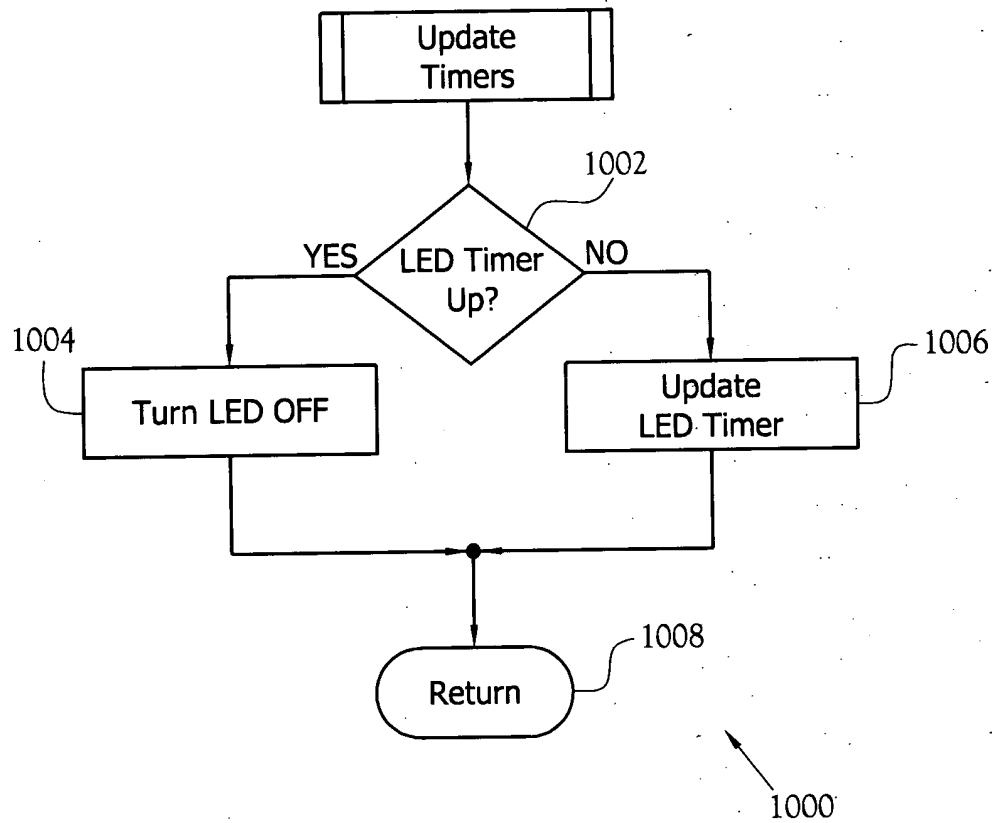 Update
Timers
1002
YES
LED Timer
Up?
NO
1004
1006
Turn LED OFF
Update
LED Timer
1008
Return
1000